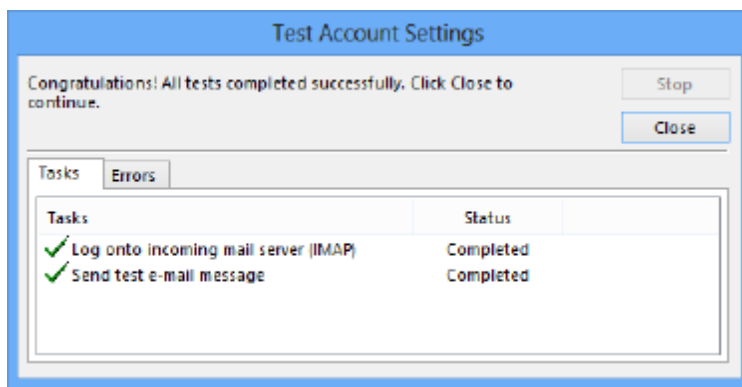 Test Account Settings
Congratulations! All tests completed successfully. Click Close to
continue.
Stop
Close
Tasks Errors
Tasks Status
Log onto incoming mail server (IMAP) Completed
Send test e-mail message Completed